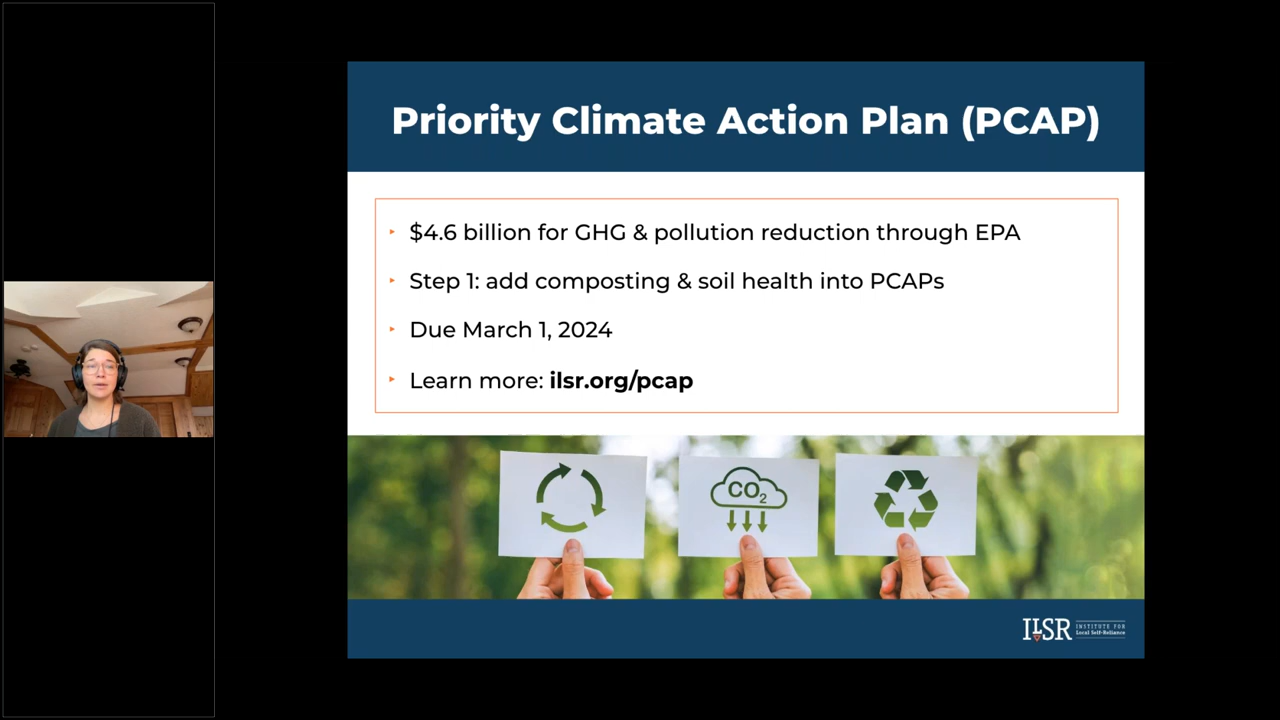 Priority Climate Action Plan (PCAP)
$4.6 billion for GHG & pollution reduction through EPA
Step 1: add composting & soil health into PCAPs
Due March 1, 2024
Learn more: ilsr.org/pcap
CO2
ILSR
INSTITUTE FOR
Local Self-Reliance